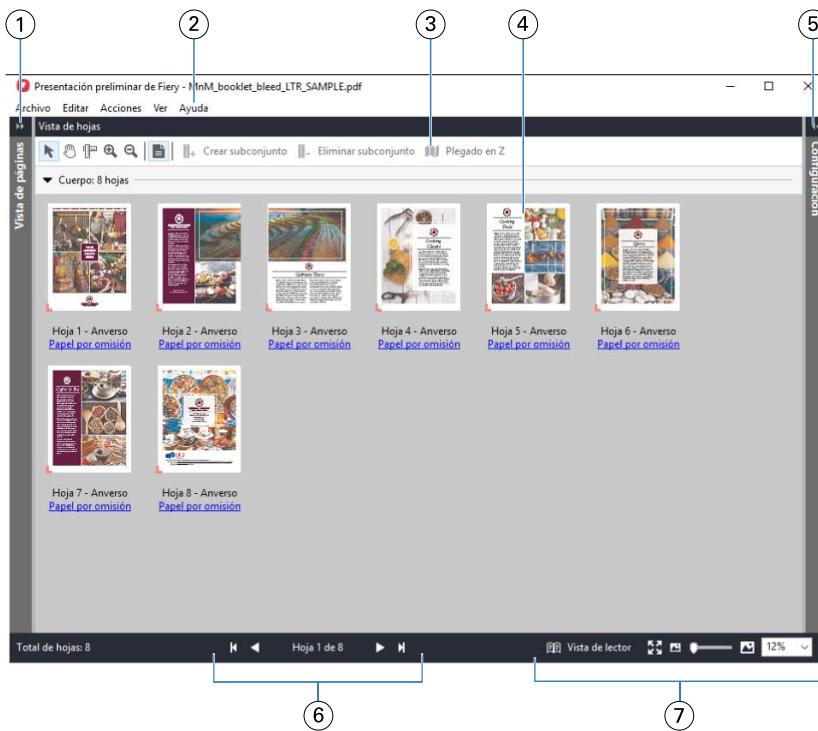 1 2 3 4 5
Presentación preliminar de Fiery - MnM_booklet_bleed_LTR_SAMPLE.pdf
Archivo Editar Acciones Ver Ayuda
Vista de hojas
Crear subconjunto Eliminar subconjunto Plegado en Z
Vista de páginas
Configuración
Cuerpo: 8 hojas
Hoja 1 - Anverso Hoja 2 - Anverso Hoja 3 - Anverso Hoja 4 - Anverso Hoja 5 - Anverso Hoja 6 - Anverso
Papel por omisión Papel por omisión Papel por omisión Papel por omisión Papel por omisión Papel por omisión
Hoja 7 - Anverso Hoja 8 - Anverso
Papel por omisión Papel por omisión
Total de hojas: 8 Hoja 1 de 8 Vista de lector 12%
6 7